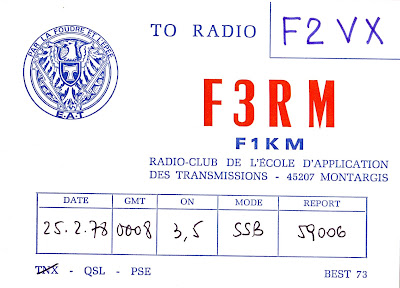 PAR LA FOUDRE ET L'EPEE
E.A.T
TO RADIO F2VX
F3RM
F1KM
RADIO-CLUB DE L'ÉCOLE D'APPLICATION
DES TRANSMISSIONS - 45207 MONTARGIS
DATE GMT ON MODE REPORT
25.2.78 0008 3,5 SSB 59006
TNX - QSL - PSE BEST 73